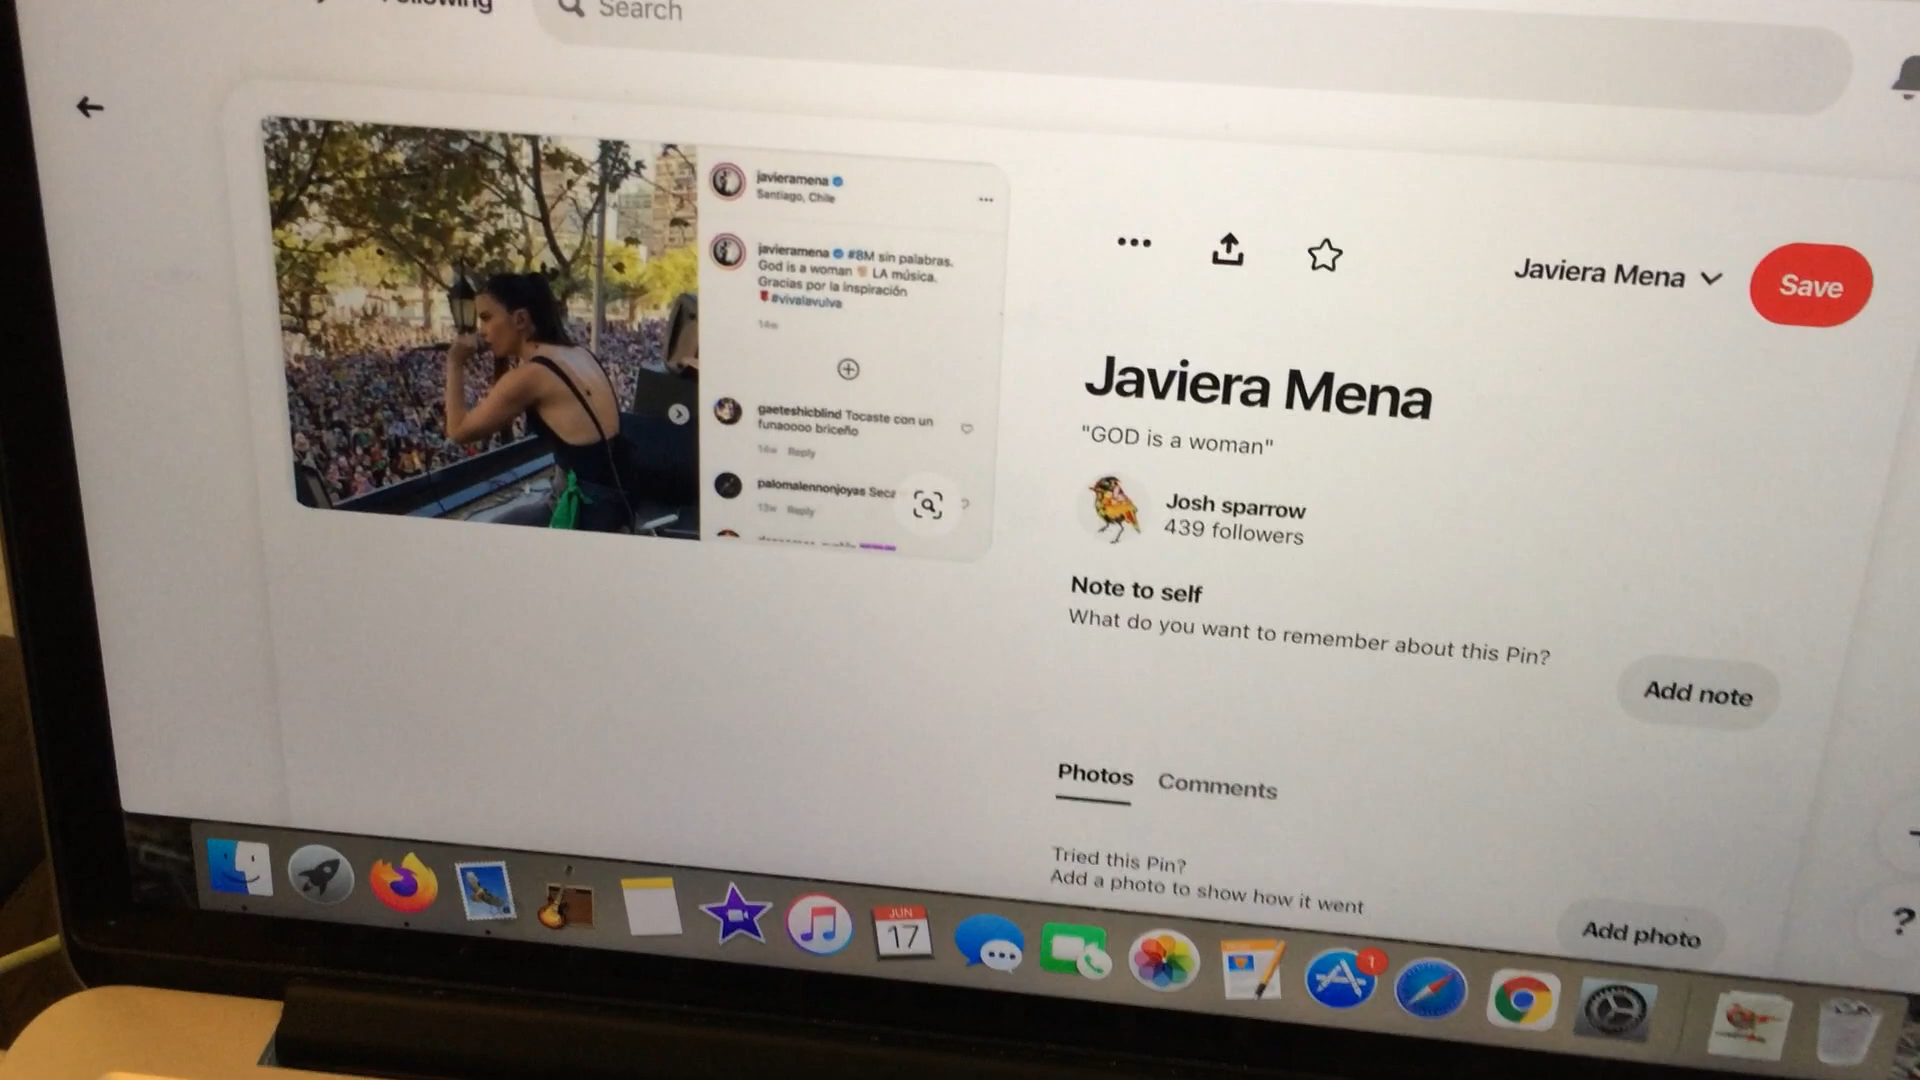 Following
Search
javieramena
Santiago, Chile
javieramena #8M sin palabras.
God is a woman LA música.
Gracias por la inspiración
#vivalavulva
14w
gaeteshicblind Tocaste con un
funaoooo briceño
14w Reply
palomalennonjoyas Seca
13w Reply
Javiera Mena
Save
Javiera Mena
"GOD is a woman"
Josh sparrow
439 followers
Note to self
What do you want to remember about this Pin?
Add note
Photos Comments
Tried this Pin?
Add a photo to show how it went
Add photo
?
JUN
17
1